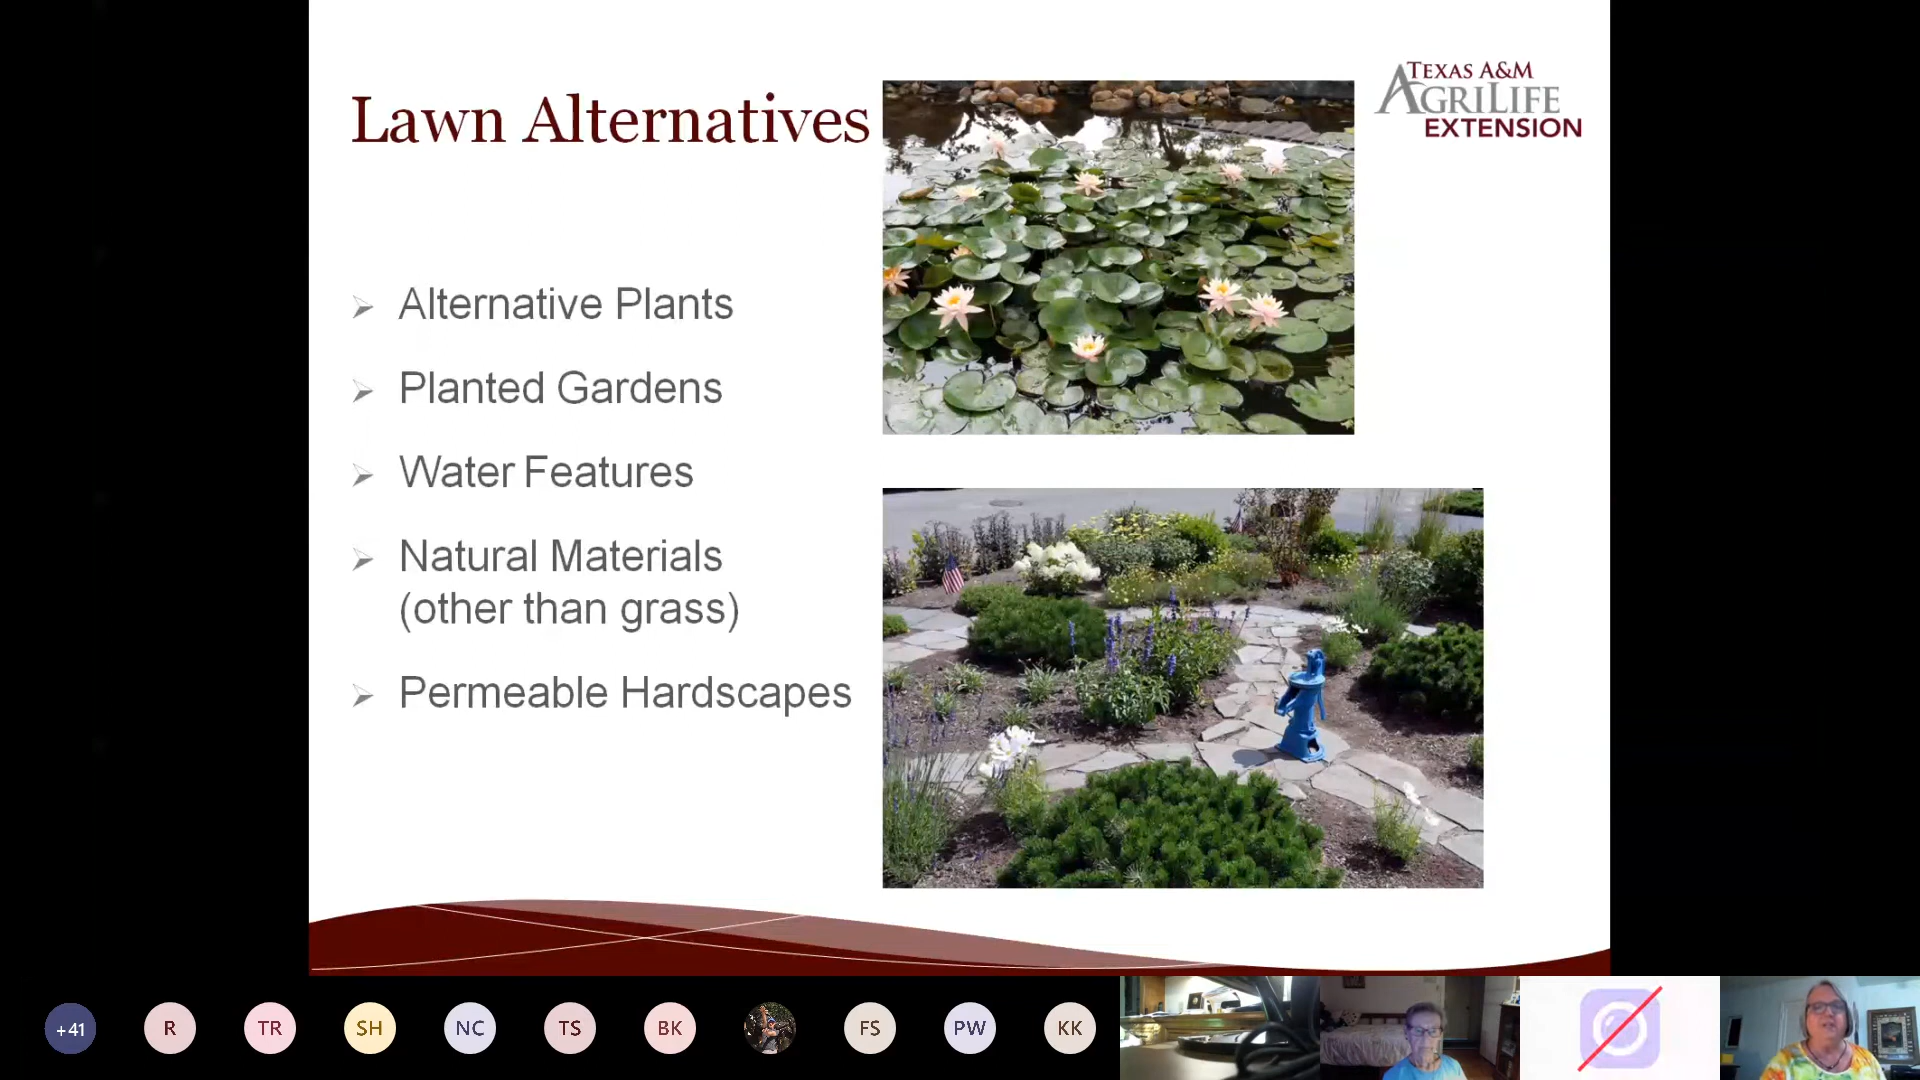 Lawn Alternatives
TEXAS A&M
AGRILIFE
EXTENSION
Alternative Plants
Planted Gardens
Water Features
Natural Materials
(other than grass)
Permeable Hardscapes
+41
R
TR
SH
NC
TS
BK
FS
PW
KK